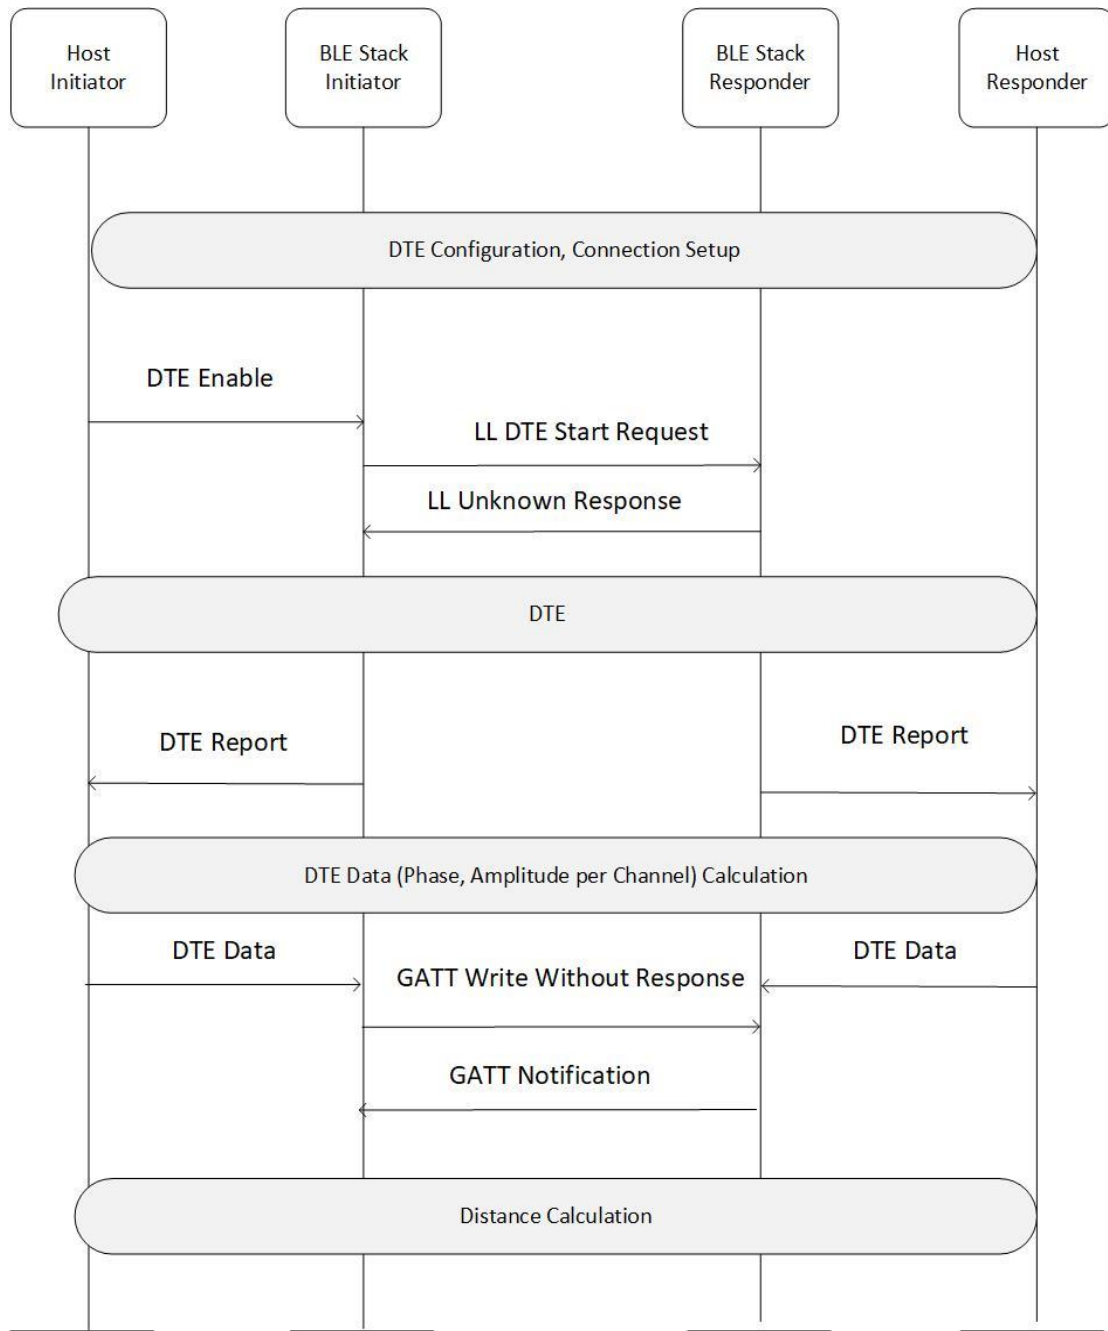 Host
Initiator
BLE Stack
Initiator
BLE Stack
Responder
Host
Responder
DTE Configuration, Connection Setup
DTE Enable
LL DTE Start Request
LL Unknown Response
DTE
DTE Report
DTE Report
DTE Data (Phase, Amplitude per Channel) Calculation
DTE Data
DTE Data
GATT Write Without Response
GATT Notification
Distance Calculation